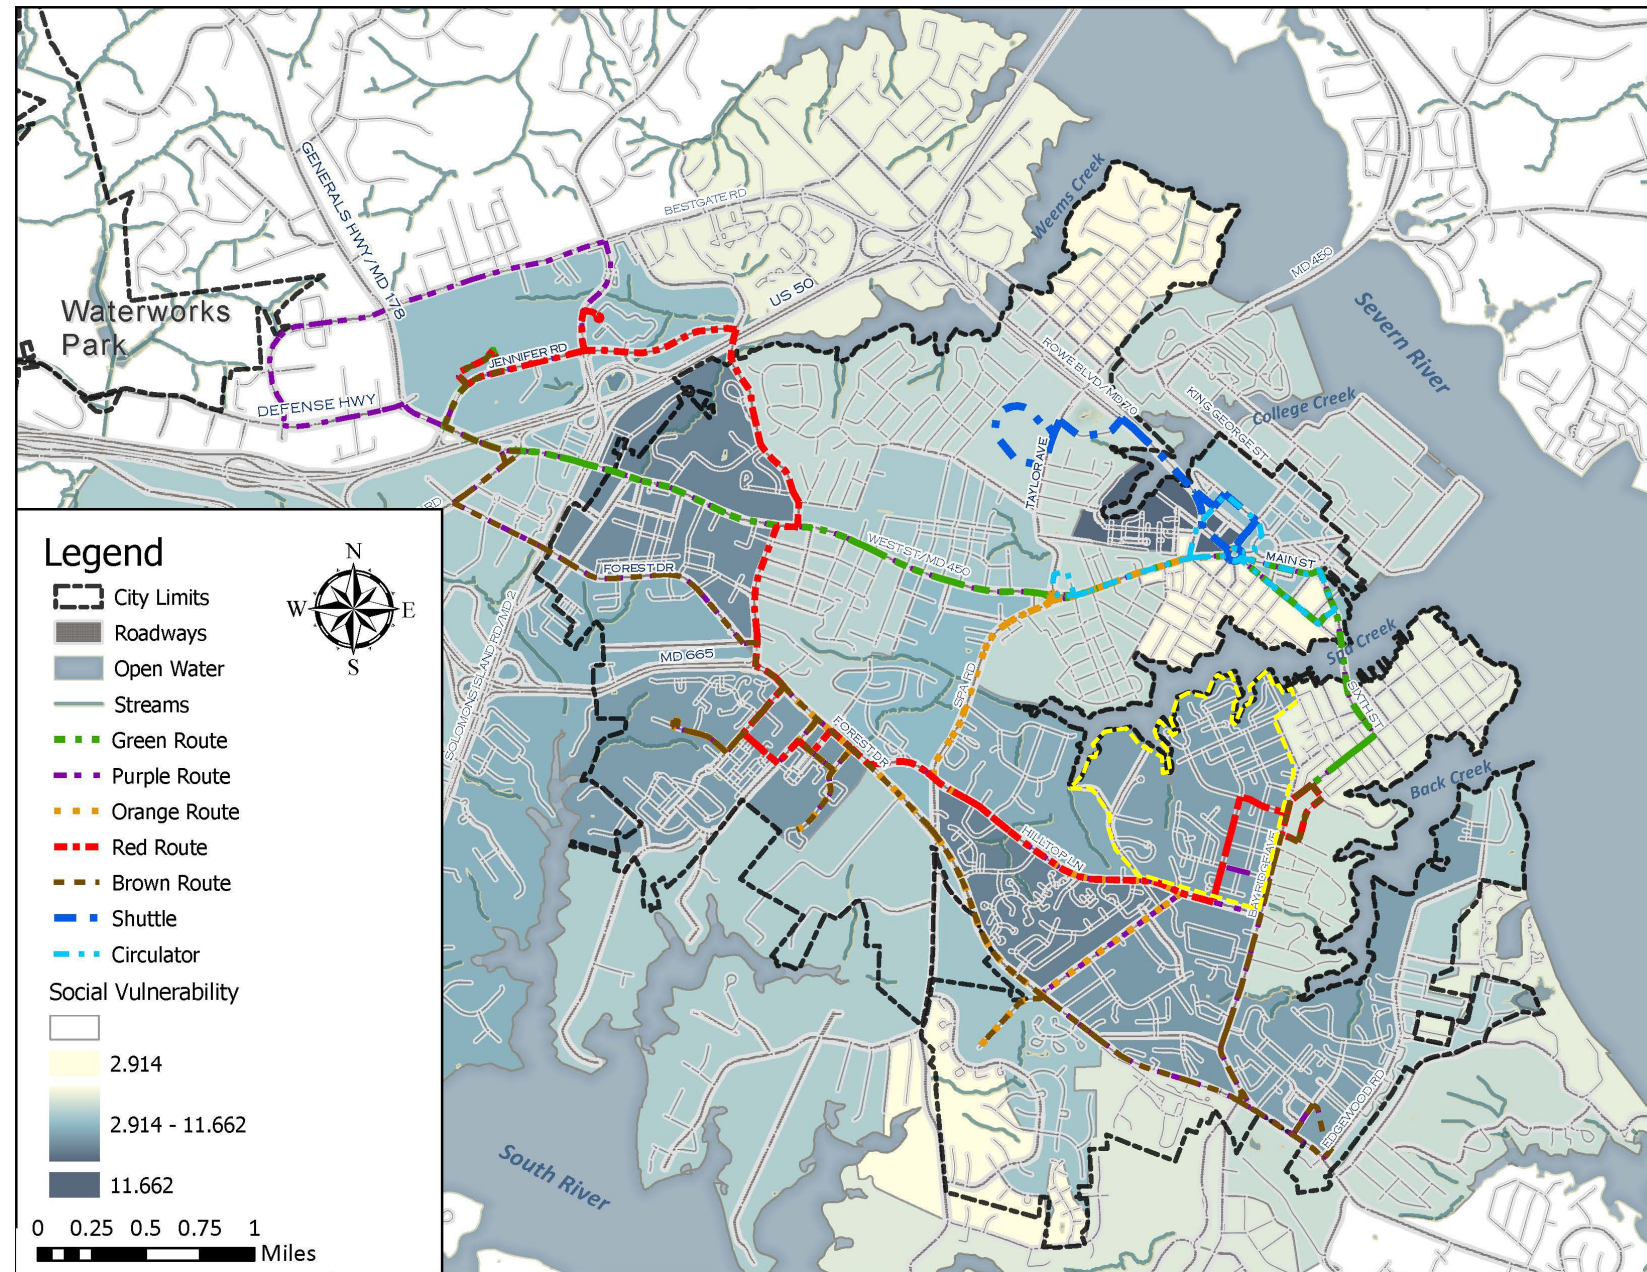 Weems Creek
GENERALS HWY/MD 178
BESTGATE RD
MD 450
US 50
Waterworks
Park
Severn River
JENNIFER RD
ROWE BLVD/MD 70
KING GEORGE ST
College Creek
DEFENSE HWY
TAYLOR AVE
RD
WEST ST/MD 450
MAIN ST
FOREST DR
SOLOMONS ISLAND RD/MD 2
MD 665
Spa Creek
SPA RD
SIXTH ST
FOREST DR
Back Creek
HILLTOP LN
BAY RIDGE AVE
EDGEWOOD RD
South River
Legend
N
W E
S
City Limits
Roadways
Open Water
Streams
Green Route
Purple Route
Orange Route
Red Route
Brown Route
Shuttle
Circulator
Social Vulnerability
2.914
2.914 - 11.662
11.662
0 0.25 0.5 0.75 1
Miles